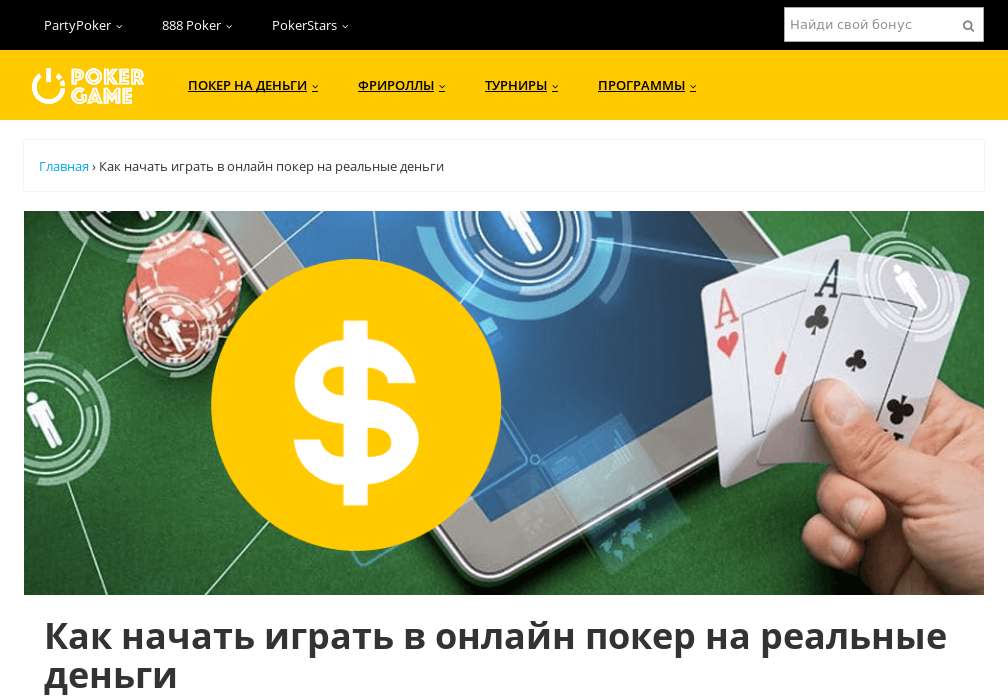 PartyPoker 888 Poker PokerStars Найди свой бонус
POKER GAME
ПОКЕР НА ДЕНЬГИ ФРИРОЛЛЫ ТУРНИРЫ ПРОГРАММЫ
Главная › Как начать играть в онлайн покер на реальные деньги
$
A A
Как начать играть в онлайн покер на реальные
деньги